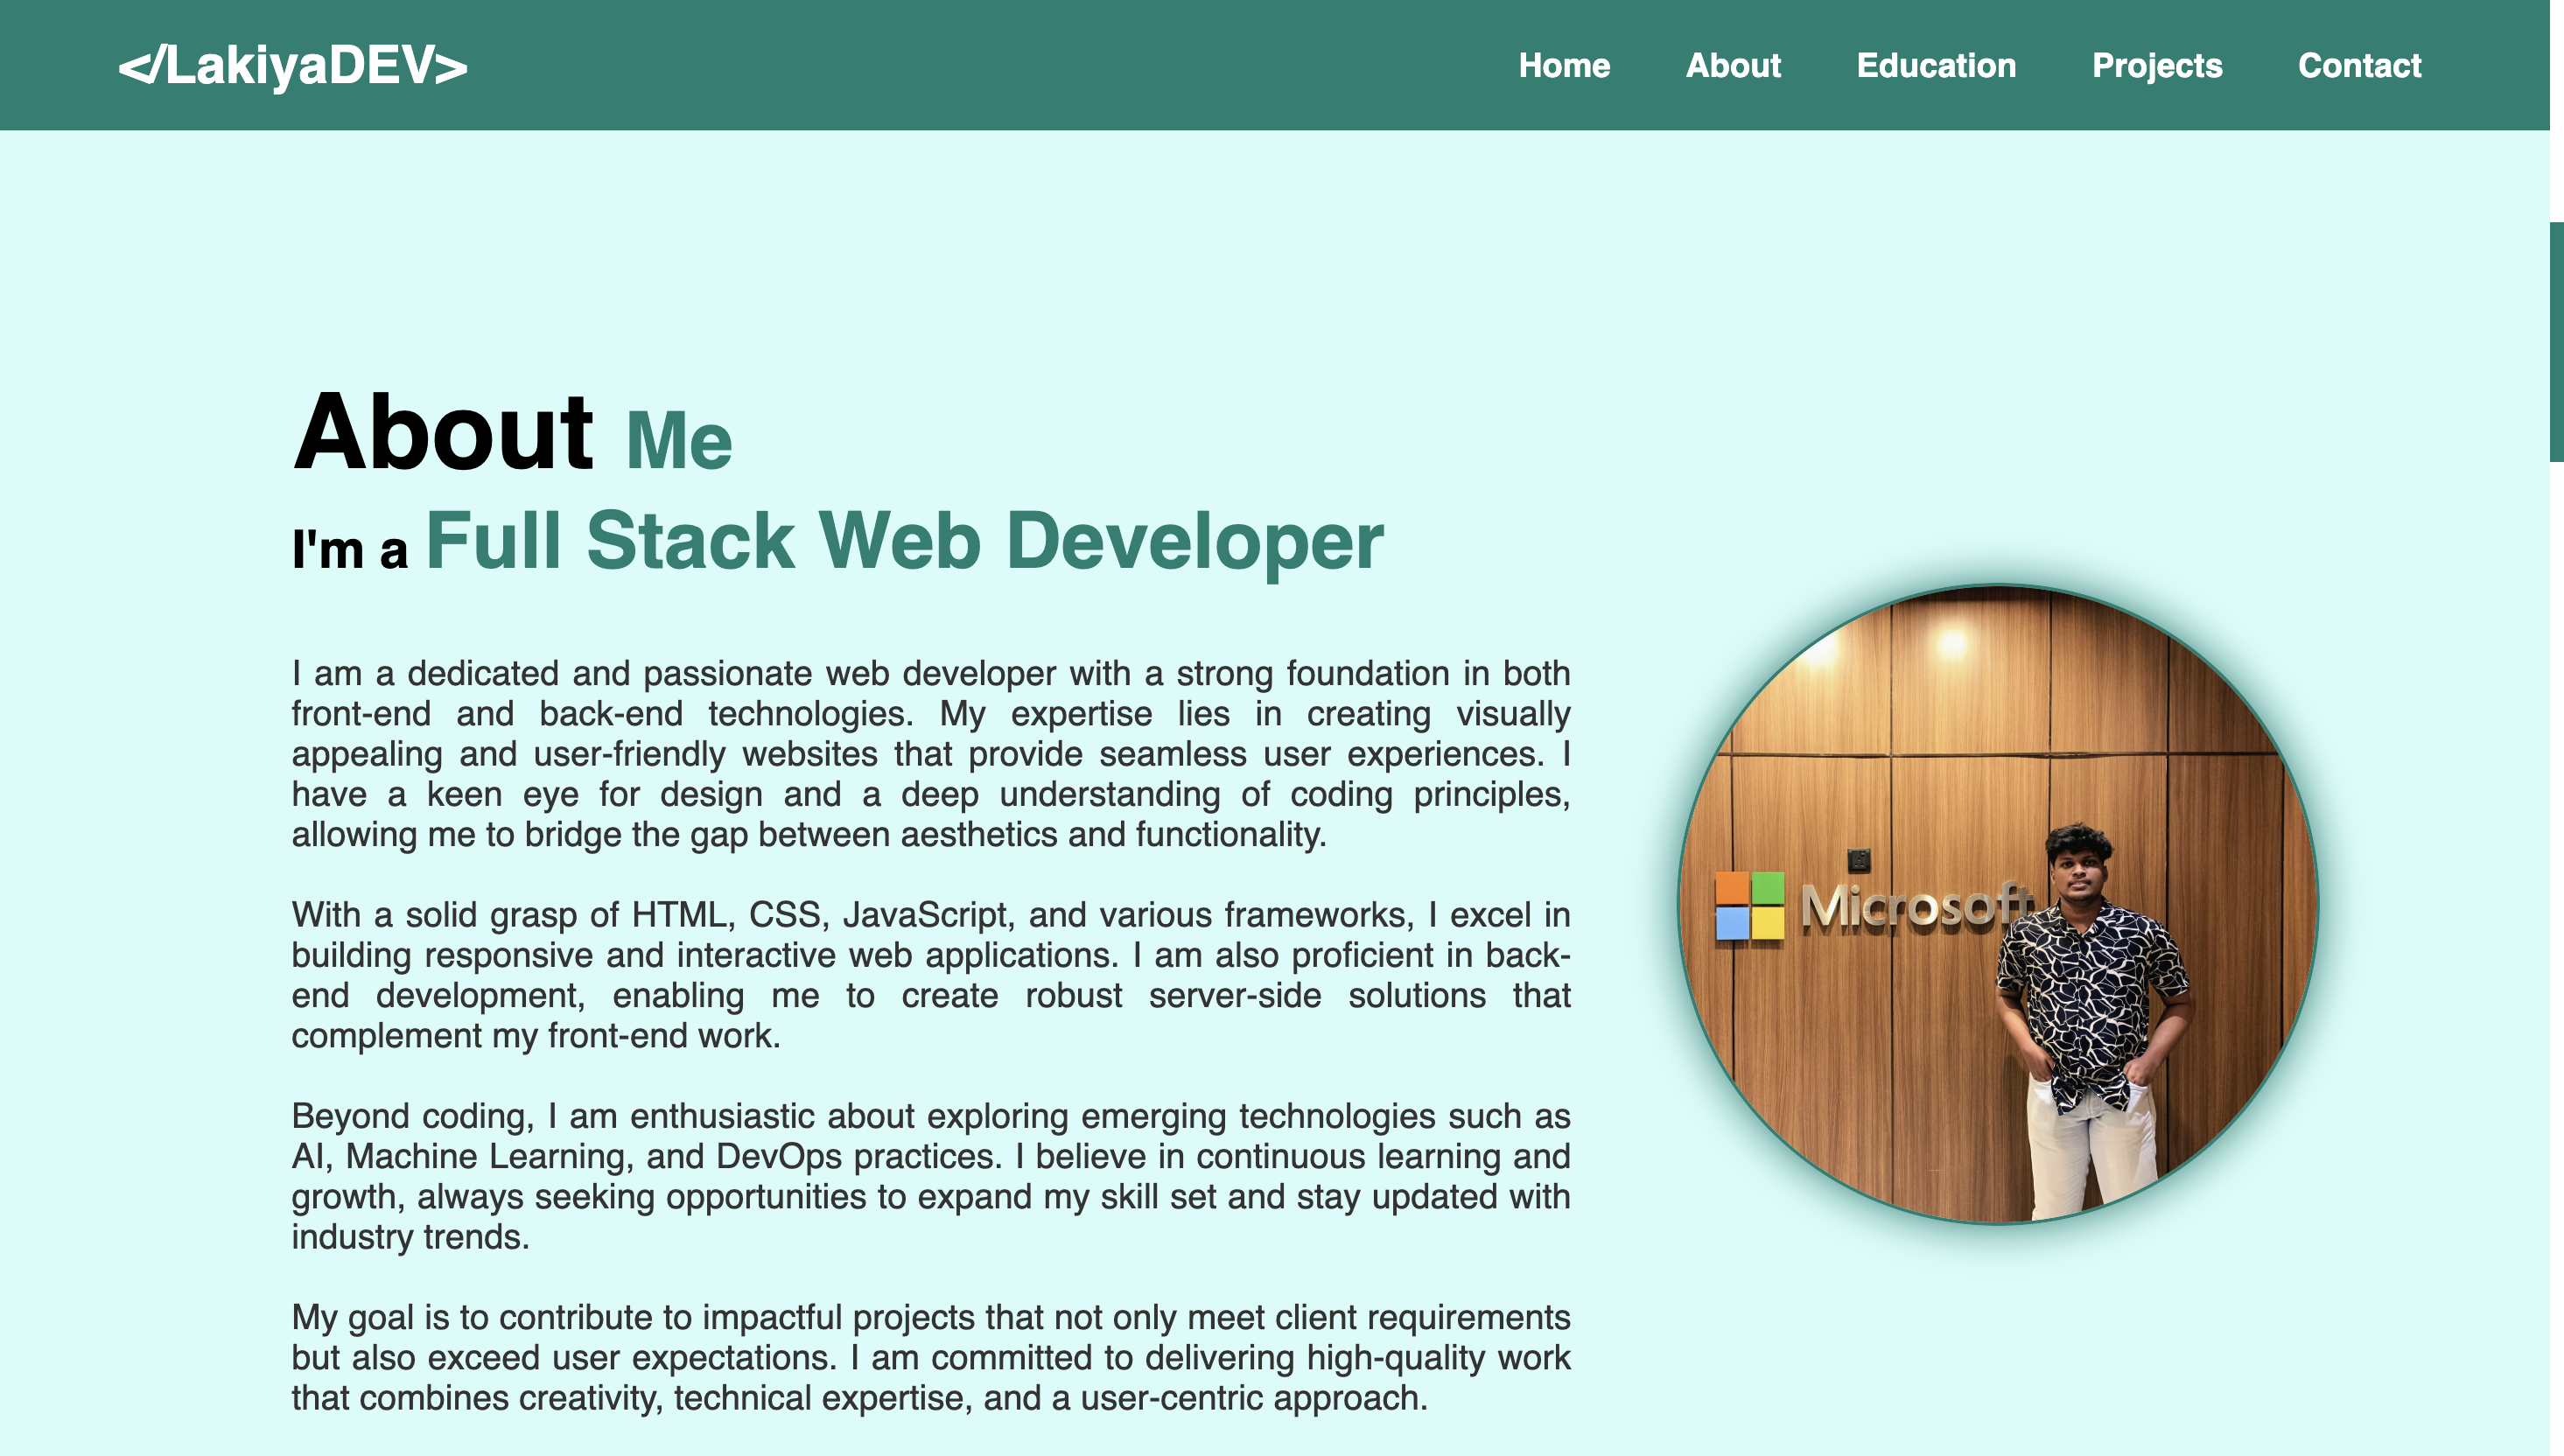 </LakiyaDEV>
Home About Education Projects Contact
About Me
I'm a Full Stack Web Developer
I am a dedicated and passionate web developer with a strong foundation in both
front-end and back-end technologies. My expertise lies in creating visually
appealing and user-friendly websites that provide seamless user experiences. I
have a keen eye for design and a deep understanding of coding principles,
allowing me to bridge the gap between aesthetics and functionality.
With a solid grasp of HTML, CSS, JavaScript, and various frameworks, I excel in
building responsive and interactive web applications. I am also proficient in back-
end development, enabling me to create robust server-side solutions that
complement my front-end work.
Beyond coding, I am enthusiastic about exploring emerging technologies such as
AI, Machine Learning, and DevOps practices. I believe in continuous learning and
growth, always seeking opportunities to expand my skill set and stay updated with
industry trends.
My goal is to contribute to impactful projects that not only meet client requirements
but also exceed user expectations. I am committed to delivering high-quality work
that combines creativity, technical expertise, and a user-centric approach.
Microsoft